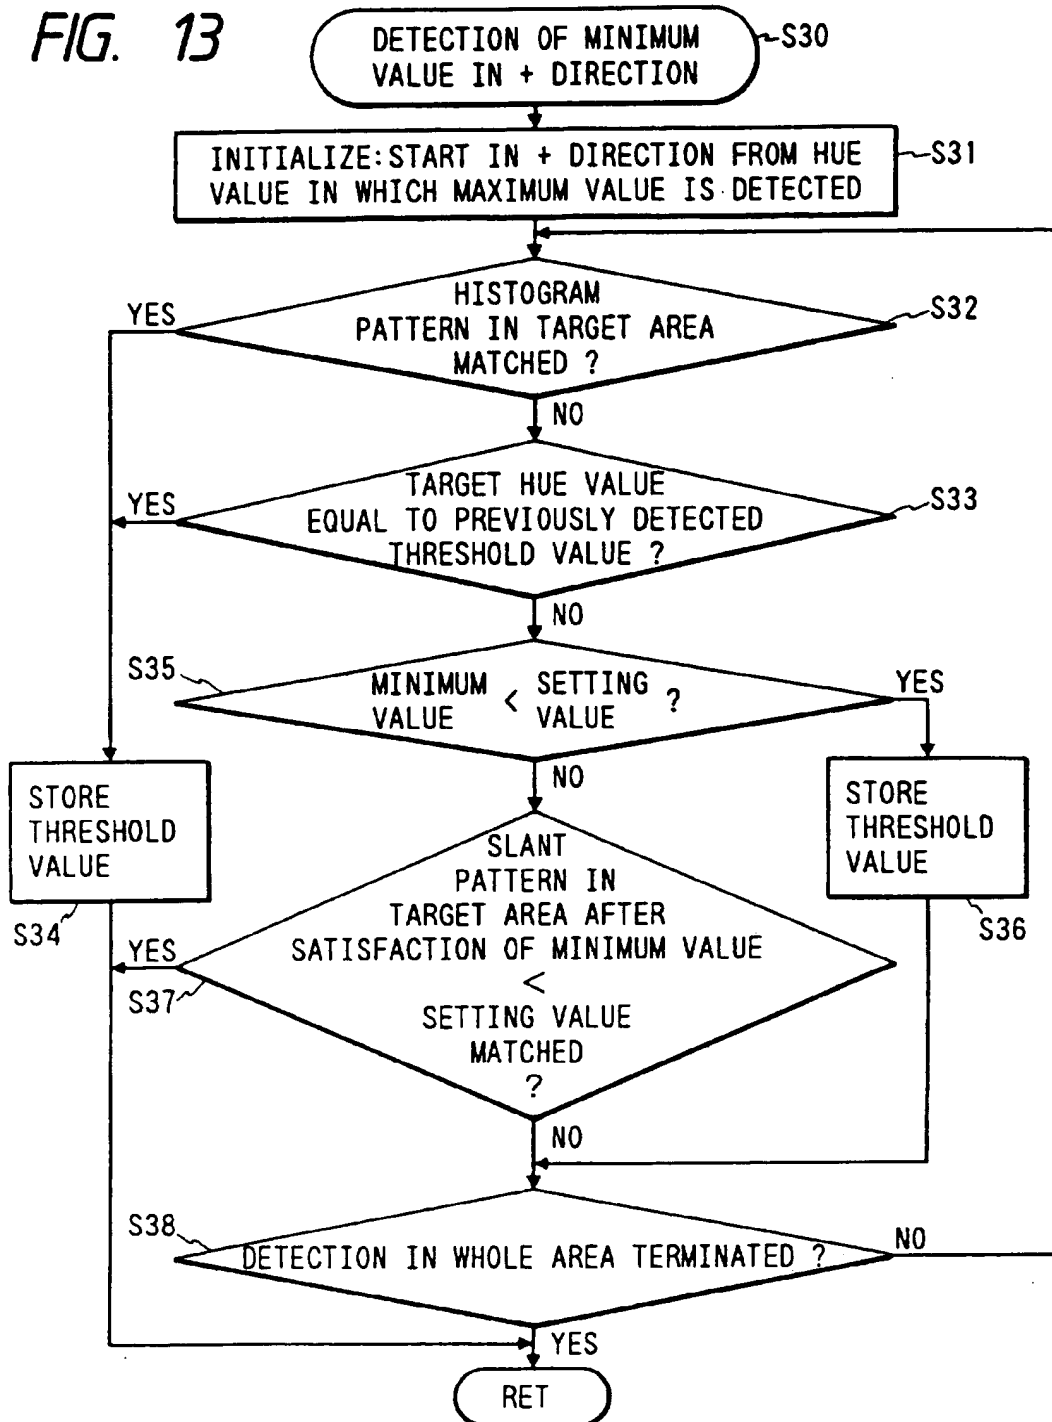 FIG. 13
DETECTION OF MINIMUM
VALUE IN + DIRECTION
S30
INITIALIZE:START IN + DIRECTION FROM HUE
VALUE IN WHICH MAXIMUM VALUE IS DETECTED
S31
HISTOGRAM
PATTERN IN TARGET AREA
MATCHED ?
S32
YES
NO
TARGET HUE VALUE
EQUAL TO PREVIOUSLY DETECTED
THRESHOLD VALUE ?
S33
YES
NO
S35
MINIMUM
VALUE
<
SETTING
VALUE
?
YES
NO
STORE
THRESHOLD
VALUE
S34
STORE
THRESHOLD
VALUE
S36
SLANT
PATTERN IN
TARGET AREA AFTER
SATISFACTION OF MINIMUM VALUE
<
SETTING VALUE
MATCHED
?
YES
S37
NO
S38
DETECTION IN WHOLE AREA TERMINATED ?
NO
YES
RET